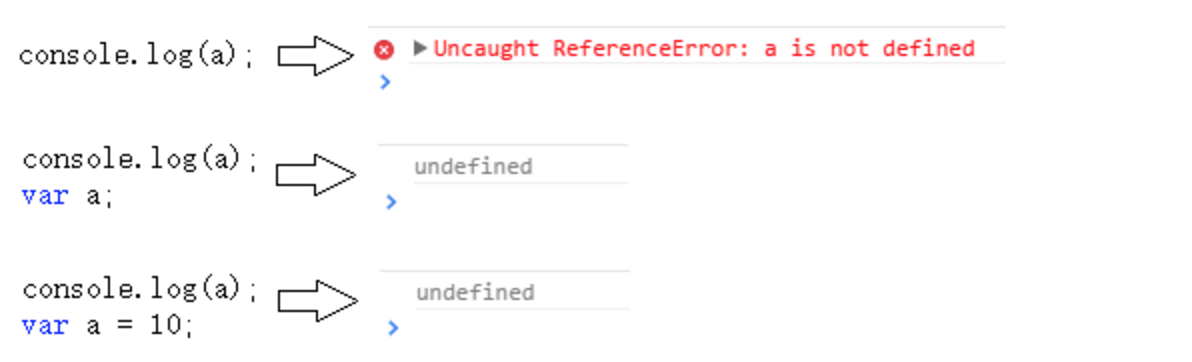 console.log(a); Uncaught ReferenceError: a is not defined
console.log(a); undefined
var a;
console.log(a); undefined
var a = 10;